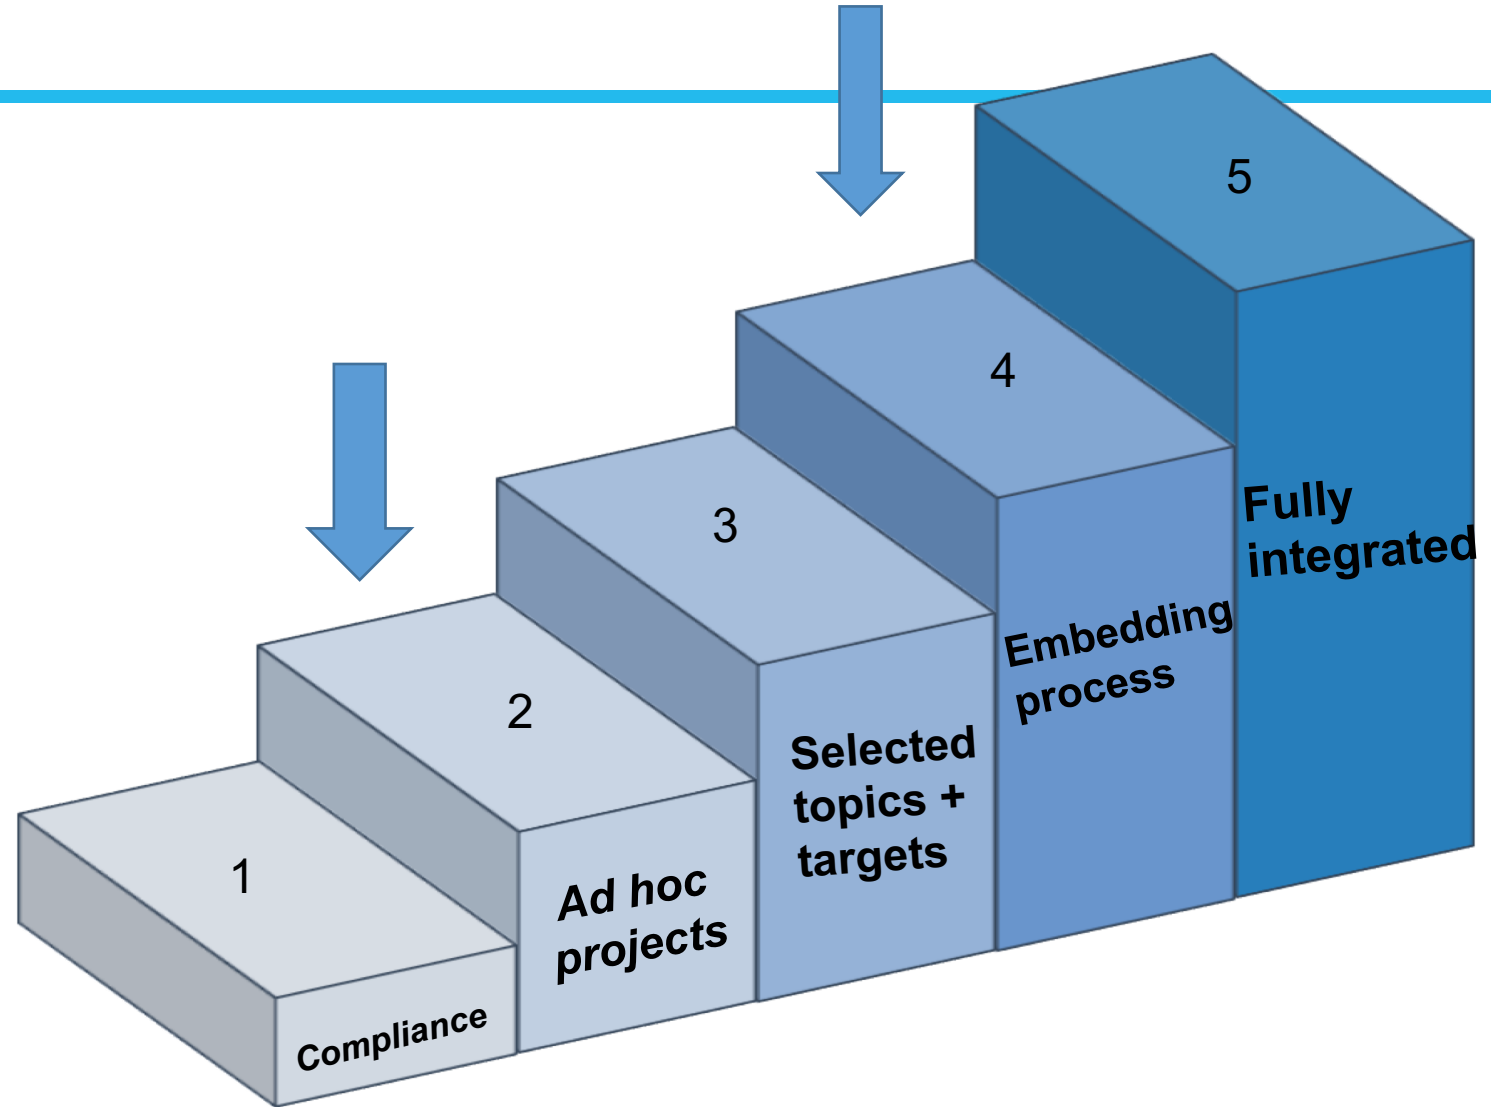 1
Compliance
2
Ad hoc
projects
3
Selected
topics +
targets
4
Embedding
process
5
Fully
integrated